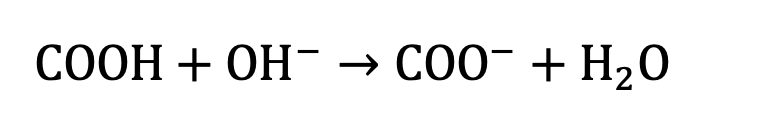 COOH + OH⁻ → COO⁻ + H₂O